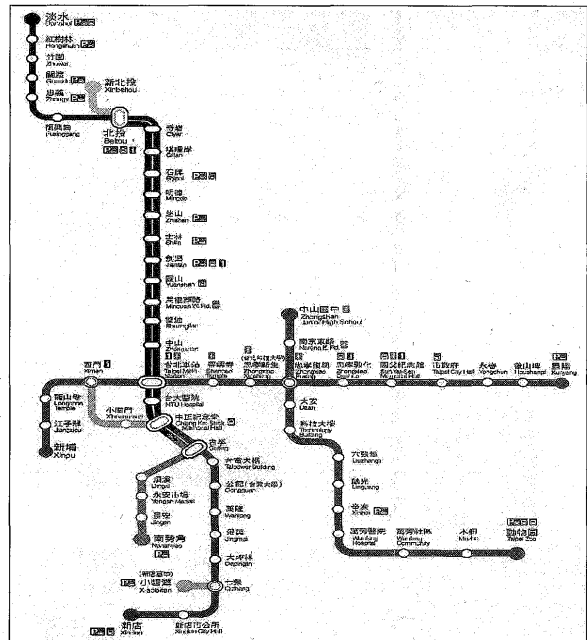 淡水
Danshui
紅樹林
Hongshulin
竹圍
Zhuwei
關渡
Guandu
忠義
Zhongyi
復興崗
Fuxinggang
新北投
Xinbeitou
北投
Beitou
奇岩
Qiyan
唭哩岸
Qilian
石牌
Shipai
明德
Mingde
芝山
Zhishan
士林
Shilin
劍潭
Jiantan
圓山
Yuanshan
民權西路
Minquan W. Rd.
雙連
Shuanglian
中山
Zhongshan
中山國中
Zhongshan
Junior High School
南京東路
Nanjing E. Rd.
西門
Ximen
台北車站
Taipei Main
Station
善導寺
Shandao
Temple
忠孝新生
Zhongxiao
Xinsheng
忠孝復興
Zhongxiao
Fuxing
忠孝敦化
Zhongxiao
Dunhua
國父紀念館
Sun Yat-Sen
Memorial Hall
市政府
Taipei City Hall
永春
Yongchun
後山埤
Houshanpi
昆陽
Kunyang
龍山寺
Longshan
Temple
江子翠
Jiangzicui
新埔
Xinpu
台大醫院
NTU Hospital
小南門
Xiaonanmen
中正紀念堂
Chiang Kai-Shek
Memorial Hall
古亭
Guting
台電大樓
Taipower Building
公館(台灣大學)
Gongguan
萬隆
Wanlong
景美
Jingmei
大坪林
Dapinglin
七張
Qizhang
小碧潭
Xiaobitan
新店市公所
Xindian City Hall
新店
Xindian
頂溪
Dingxi
永安市場
Yongan Market
景安
Jingan
南勢角
Nanshijiao
大安
Daan
科技大樓
Technology
Building
六張犁
Liuzhangli
麟光
Linguang
辛亥
Xinhai
萬芳醫院
Wanfang
Hospital
萬芳社區
Wanfang
Community
木柵
Muzha
動物園
Taipei Zoo